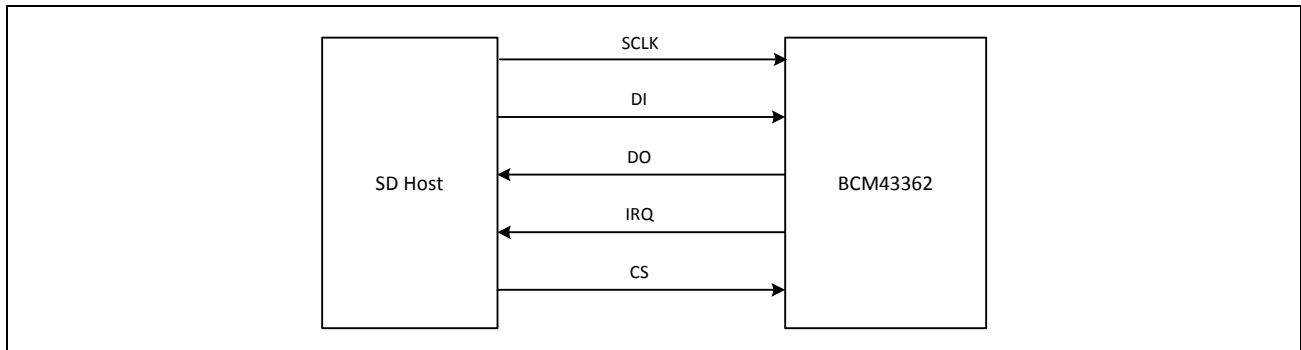 SCLK
DI
DO
SD Host
BCM43362
IRQ
CS